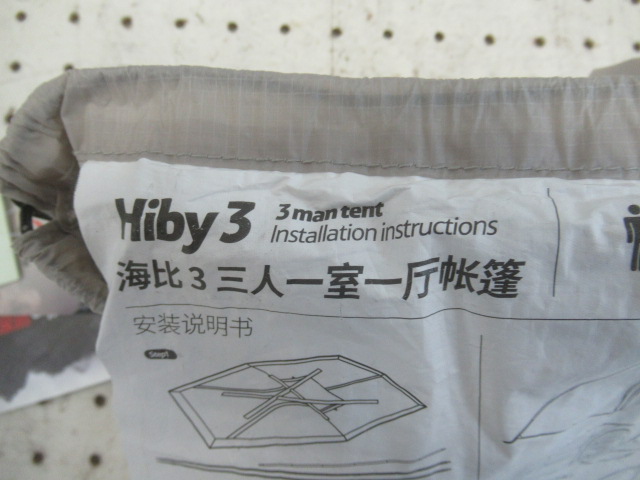 Hiby 3 3 man tent
Installation instructions
海比 3 三人一室一厅帐篷
安装说明书
Step1